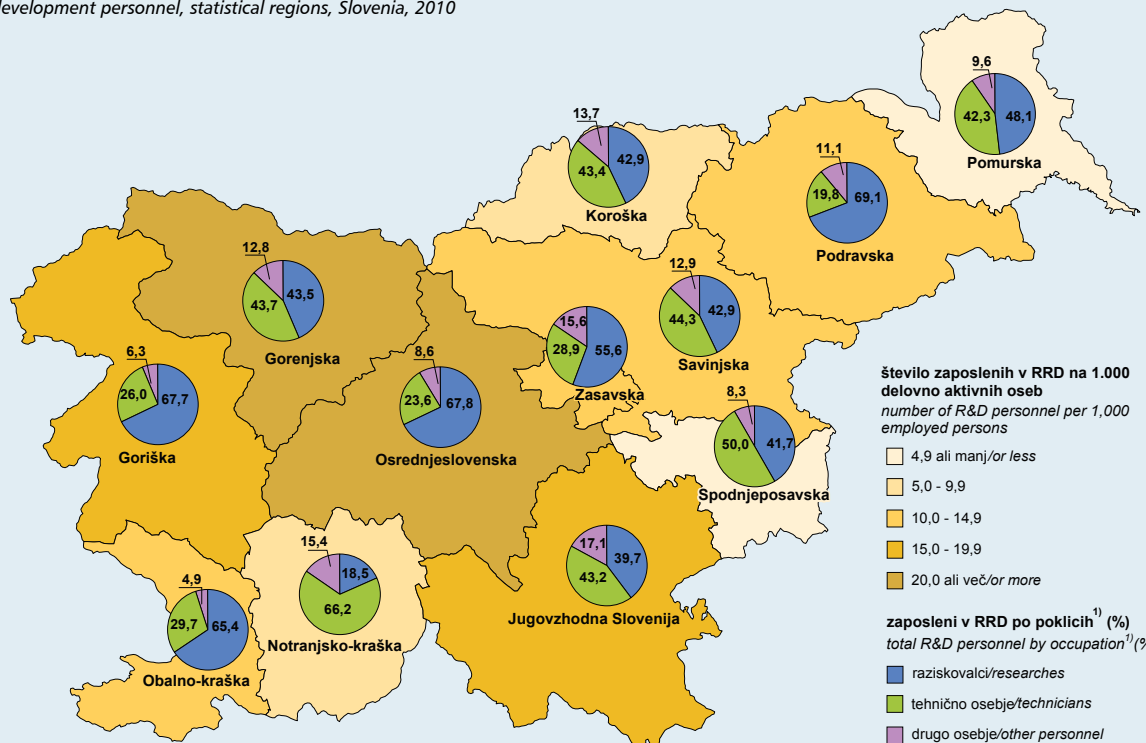 development personnel, statistical regions, Slovenia, 2010
9,6
42,3
48,1
Pomurska
13,7
42,9
43,4
Koroška
11,1
19,8
69,1
Podravska
12,8
43,5
43,7
Gorenjska
12,9
42,9
44,3
Savinjska
15,6
28,9
55,6
Zasavska
6,3
26,0
67,7
Goriška
8,6
23,6
67,8
Osrednjeslovenska
8,3
50,0
41,7
Spodnjeposavska
15,4
18,5
66,2
Notranjsko-kraška
17,1
39,7
43,2
Jugovzhodna Slovenija
4,9
29,7
65,4
Obalno-kraška
število zaposlenih v RRD na 1.000
delovno aktivnih oseb
number of R&D personnel per 1,000
employed persons
4,9 ali manj/or less
5,0 - 9,9
10,0 - 14,9
15,0 - 19,9
20,0 ali več/or more
zaposleni v RRD po poklicih1) (%)
total R&D personnel by occupation1)(%
raziskovalci/researches
tehnično osebje/technicians
drugo osebje/other personnel